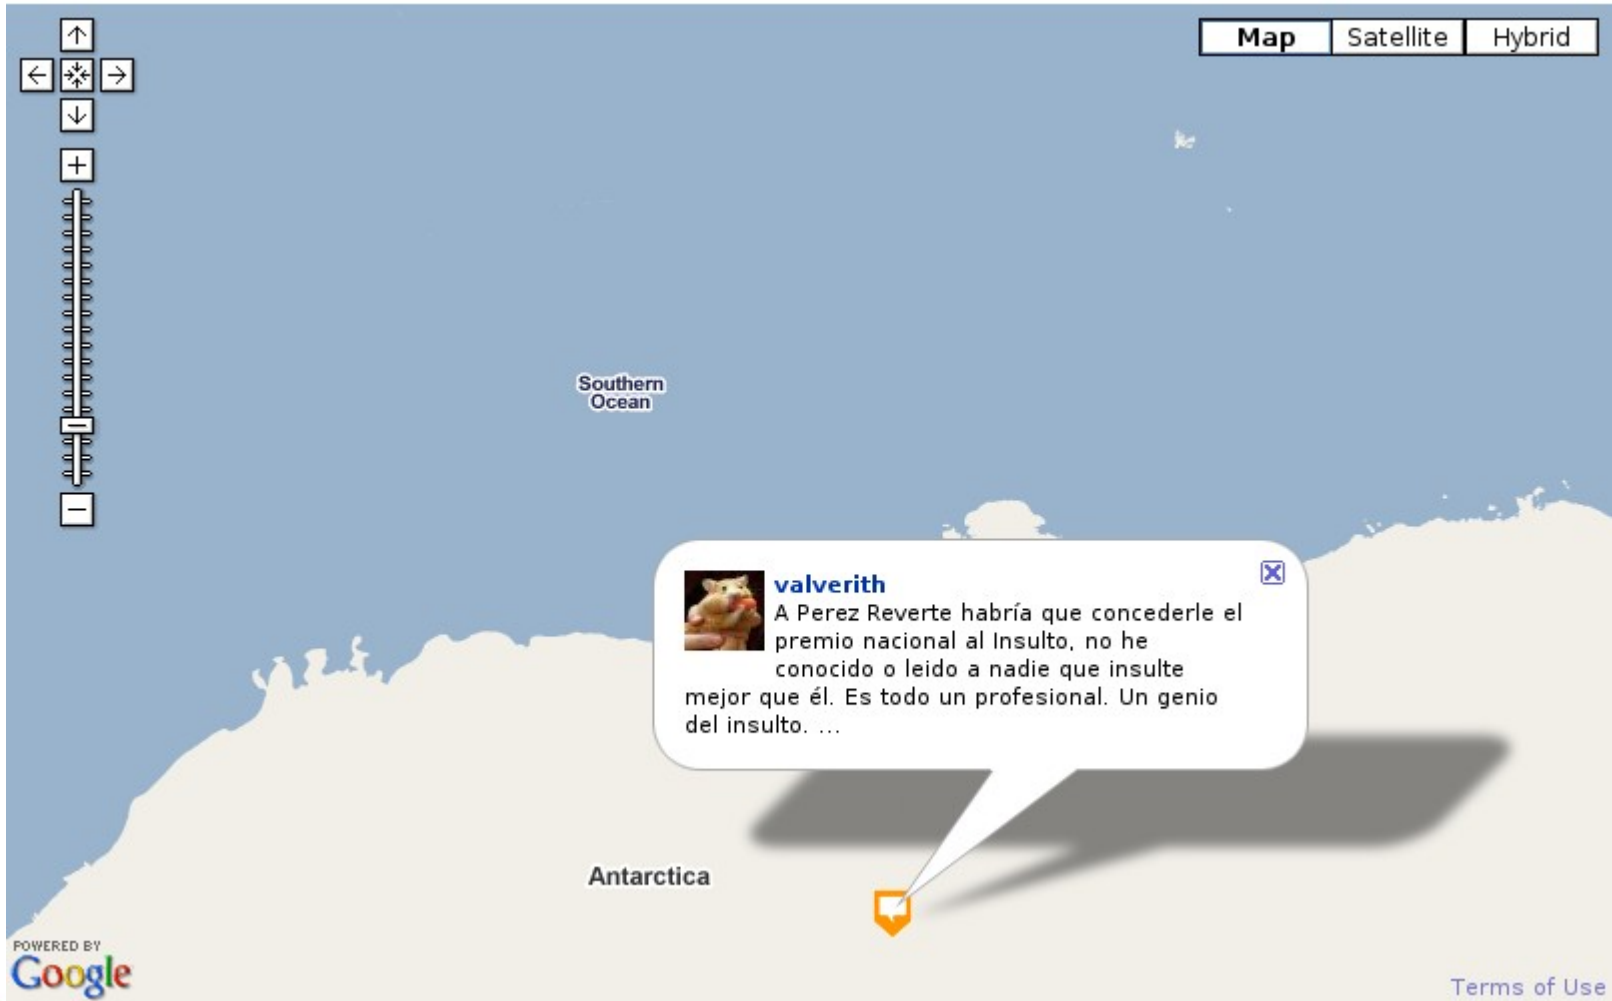 Map Satellite Hybrid
Southern
Ocean
valverith
A Perez Reverte habría que concederle el
premio nacional al Insulto, no he
conocido o leido a nadie que insulte
mejor que él. Es todo un profesional. Un genio
del insulto. ...
Antarctica
POWERED BY
Google
Terms of Use